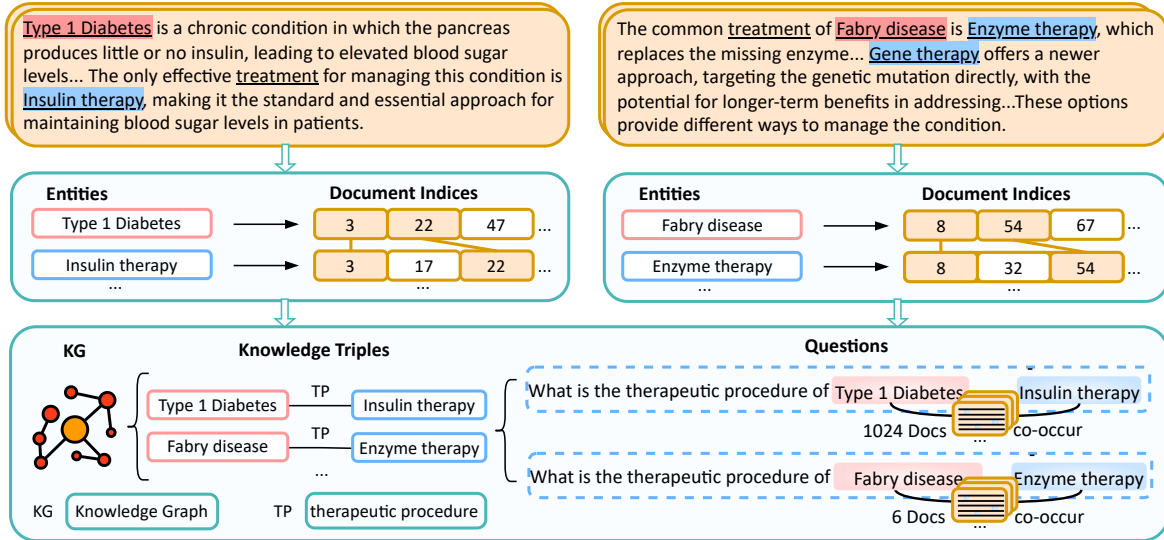 Type 1 Diabetes is a chronic condition in which the pancreas
produces little or no insulin, leading to elevated blood sugar
levels... The only effective treatment for managing this condition is
Insulin therapy, making it the standard and essential approach for
maintaining blood sugar levels in patients.
The common treatment of Fabry disease is Enzyme therapy, which
replaces the missing enzyme... Gene therapy offers a newer
approach, targeting the genetic mutation directly, with the
potential for longer-term benefits in addressing...These options
provide different ways to manage the condition.
Entities Document Indices
Type 1 Diabetes 3 22 47 ...
Insulin therapy 3 17 22 ...
... ...
Entities Document Indices
Fabry disease 8 54 67 ...
Enzyme therapy 8 32 54 ...
... ...
KG Knowledge Triples Questions
Type 1 Diabetes TP Insulin therapy
Fabry disease TP Enzyme therapy
...
What is the therapeutic procedure of Type 1 Diabetes ... Insulin therapy
1024 Docs co-occur
What is the therapeutic procedure of Fabry disease ... Enzyme therapy
6 Docs co-occur
KG Knowledge Graph TP therapeutic procedure